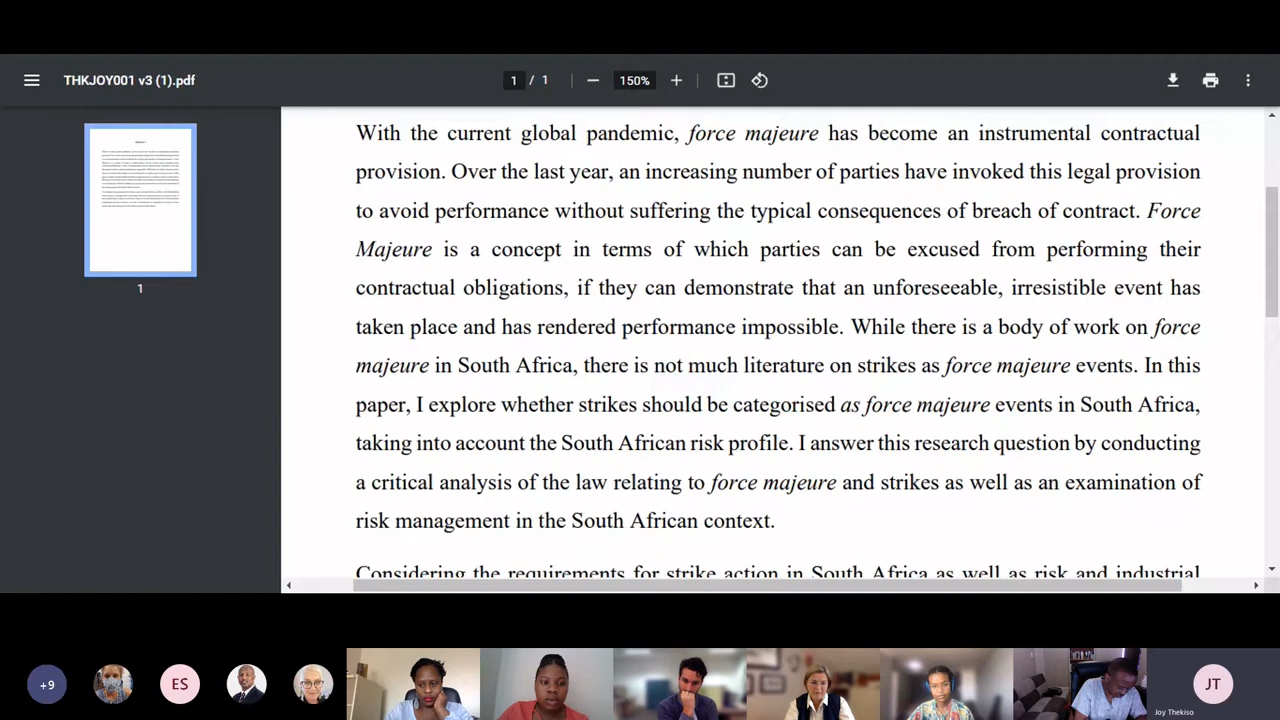 THKJOY001 v3 (1).pdf
1 / 1
150%
1
With the current global pandemic, force majeure has become an instrumental contractual
provision. Over the last year, an increasing number of parties have invoked this legal provision
to avoid performance without suffering the typical consequences of breach of contract. Force
Majeure is a concept in terms of which parties can be excused from performing their
contractual obligations, if they can demonstrate that an unforeseeable, irresistible event has
taken place and has rendered performance impossible. While there is a body of work on force
majeure in South Africa, there is not much literature on strikes as force majeure events. In this
paper, I explore whether strikes should be categorised as force majeure events in South Africa,
taking into account the South African risk profile. I answer this research question by conducting
a critical analysis of the law relating to force majeure and strikes as well as an examination of
risk management in the South African context.
Considering the requirements for strike action in South Africa as well as risk and industrial
+9
ES
JT
Joy Thekiso